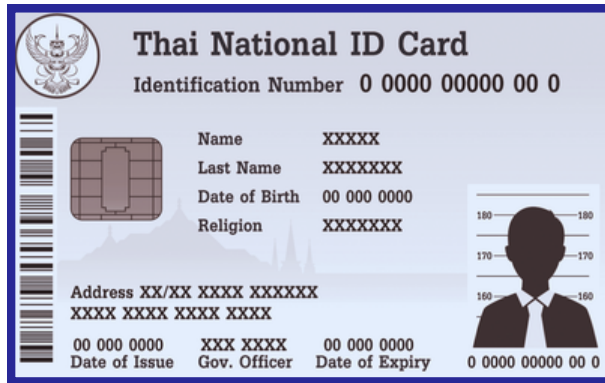 Thai National ID Card
Identification Number 0 0000 00000 00 0
Name XXXXX
Last Name XXXXXXX
Date of Birth 00 000 0000
Religion XXXXXXX
180 180
170 170
160 160
Address XX/XX XXXX XXXXXX
XXXX XXXX XXXX XXXX
00 000 0000 XXX XXXX 00 000 0000
Date of Issue Gov. Officer Date of Expiry 0 0000 00000 00 0